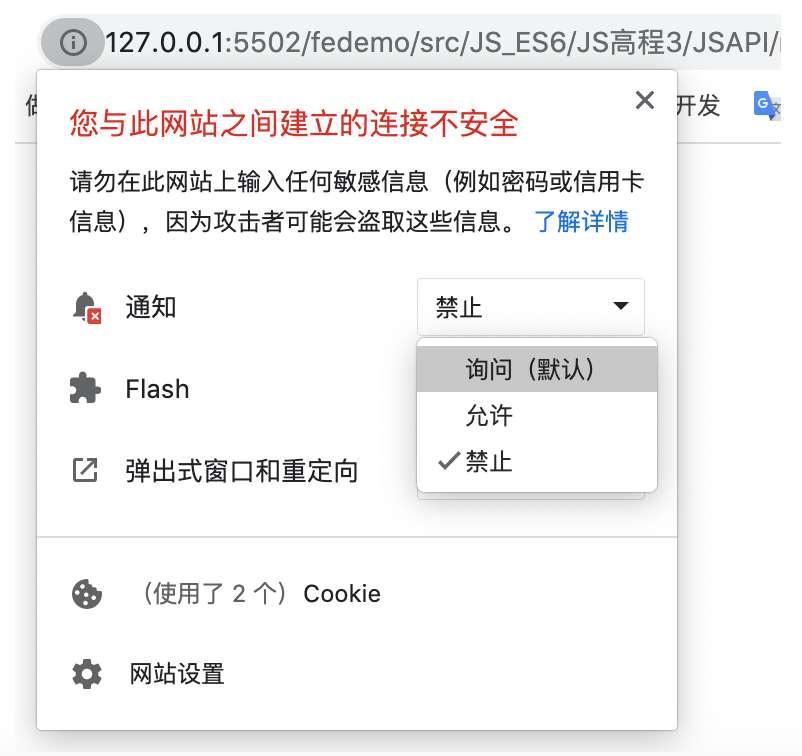 127.0.0.1:5502/fedemo/src/JS_ES6/JS高程3/JSAPI/
开发
您与此网站之间建立的连接不安全
请勿在此网站上输入任何敏感信息（例如密码或信用卡
信息），因为攻击者可能会盗取这些信息。 了解详情
通知
禁止
询问（默认）
Flash
允许
禁止
弹出式窗口和重定向
（使用了 2 个） Cookie
网站设置